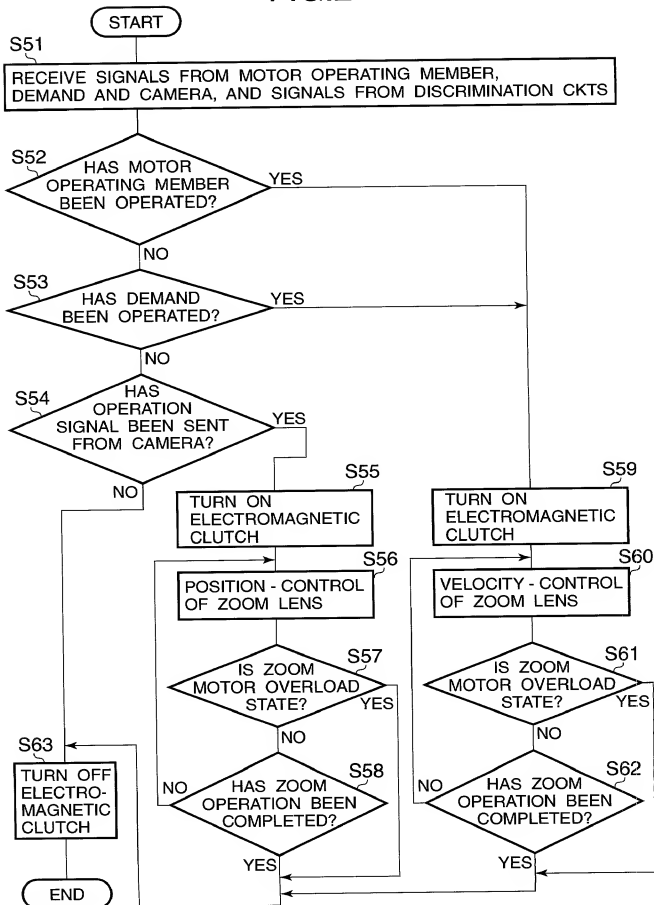 START
S51
RECEIVE SIGNALS FROM MOTOR OPERATING MEMBER,
DEMAND AND CAMERA, AND SIGNALS FROM DISCRIMINATION CKTS
S52
HAS MOTOR
OPERATING MEMBER
BEEN OPERATED?
YES
NO
S53
HAS DEMAND
BEEN OPERATED?
YES
NO
S54
HAS
OPERATION
SIGNAL BEEN SENT
FROM CAMERA?
YES
NO
S55
TURN ON
ELECTROMAGNETIC
CLUTCH
S56
POSITION - CONTROL
OF ZOOM LENS
S57
IS ZOOM
MOTOR OVERLOAD
STATE?
YES
NO
S58
HAS ZOOM
OPERATION BEEN
COMPLETED?
NO
YES
S59
TURN ON
ELECTROMAGNETIC
CLUTCH
S60
VELOCITY - CONTROL
OF ZOOM LENS
S61
IS ZOOM
MOTOR OVERLOAD
STATE?
YES
NO
S62
HAS ZOOM
OPERATION BEEN
COMPLETED?
NO
YES
S63
TURN OFF
ELECTRO-
MAGNETIC
CLUTCH
END